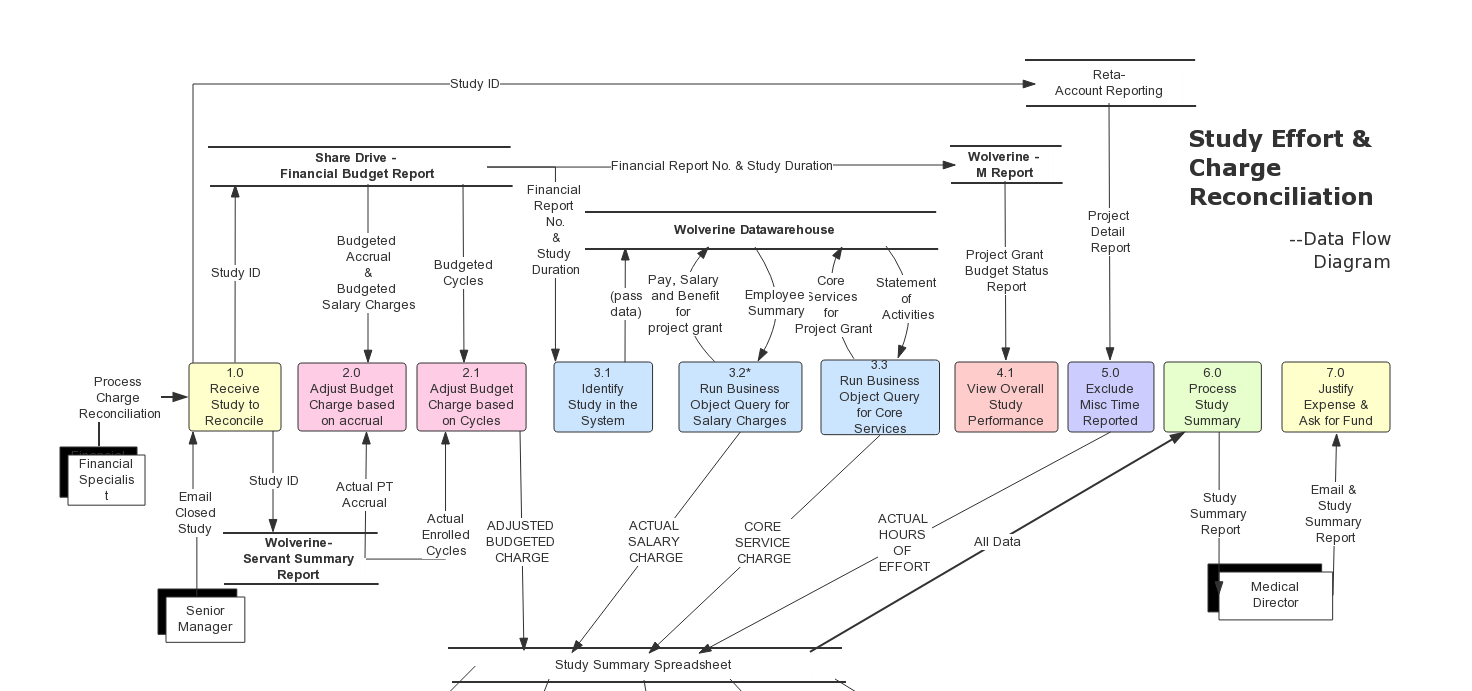 Study ID
Reta-
Account Reporting
Study Effort &
Charge
Reconciliation
--Data Flow
Diagram
Share Drive -
Financial Budget Report
Financial Report No. & Study Duration
Wolverine -
M Report
Financial
Report
No.
&
Study
Duration
Wolverine Datawarehouse
Study ID
Budgeted
Accrual
&
Budgeted
Salary Charges
Budgeted
Cycles
(pass
data)
Pay, Salary
and Benefit
for
project grant
Employee
Summary
Core
Services
for
Project Grant
Statement
of
Activities
Project Grant
Budget Status
Report
Project
Detail
Report
Process
Charge
Reconciliation
1.0
Receive
Study to
Reconcile
2.0
Adjust Budget
Charge based
on accrual
2.1
Adjust Budget
Charge based
on Cycles
3.1
Identify
Study in the
System
3.2*
Run Business
Object Query for
Salary Charges
3.3
Run Business
Object Query
for Core
Services
4.1
View Overall
Study
Performance
5.0
Exclude
Misc Time
Reported
6.0
Process
Study
Summary
7.0
Justify
Expense &
Ask for Fund
Financial
Financial
Specialis
t
Email
Closed
Study
Study ID
Actual PT
Accrual
Actual
Enrolled
Cycles
ADJUSTED
BUDGETED
CHARGE
ACTUAL
SALARY
CHARGE
CORE
SERVICE
CHARGE
ACTUAL
HOURS
OF
EFFORT
All Data
Study
Summary
Report
Email &
Study
Summary
Report
Wolverine-
Servant Summary
Report
Senior
Manager
Medical
Director
Study Summary Spreadsheet